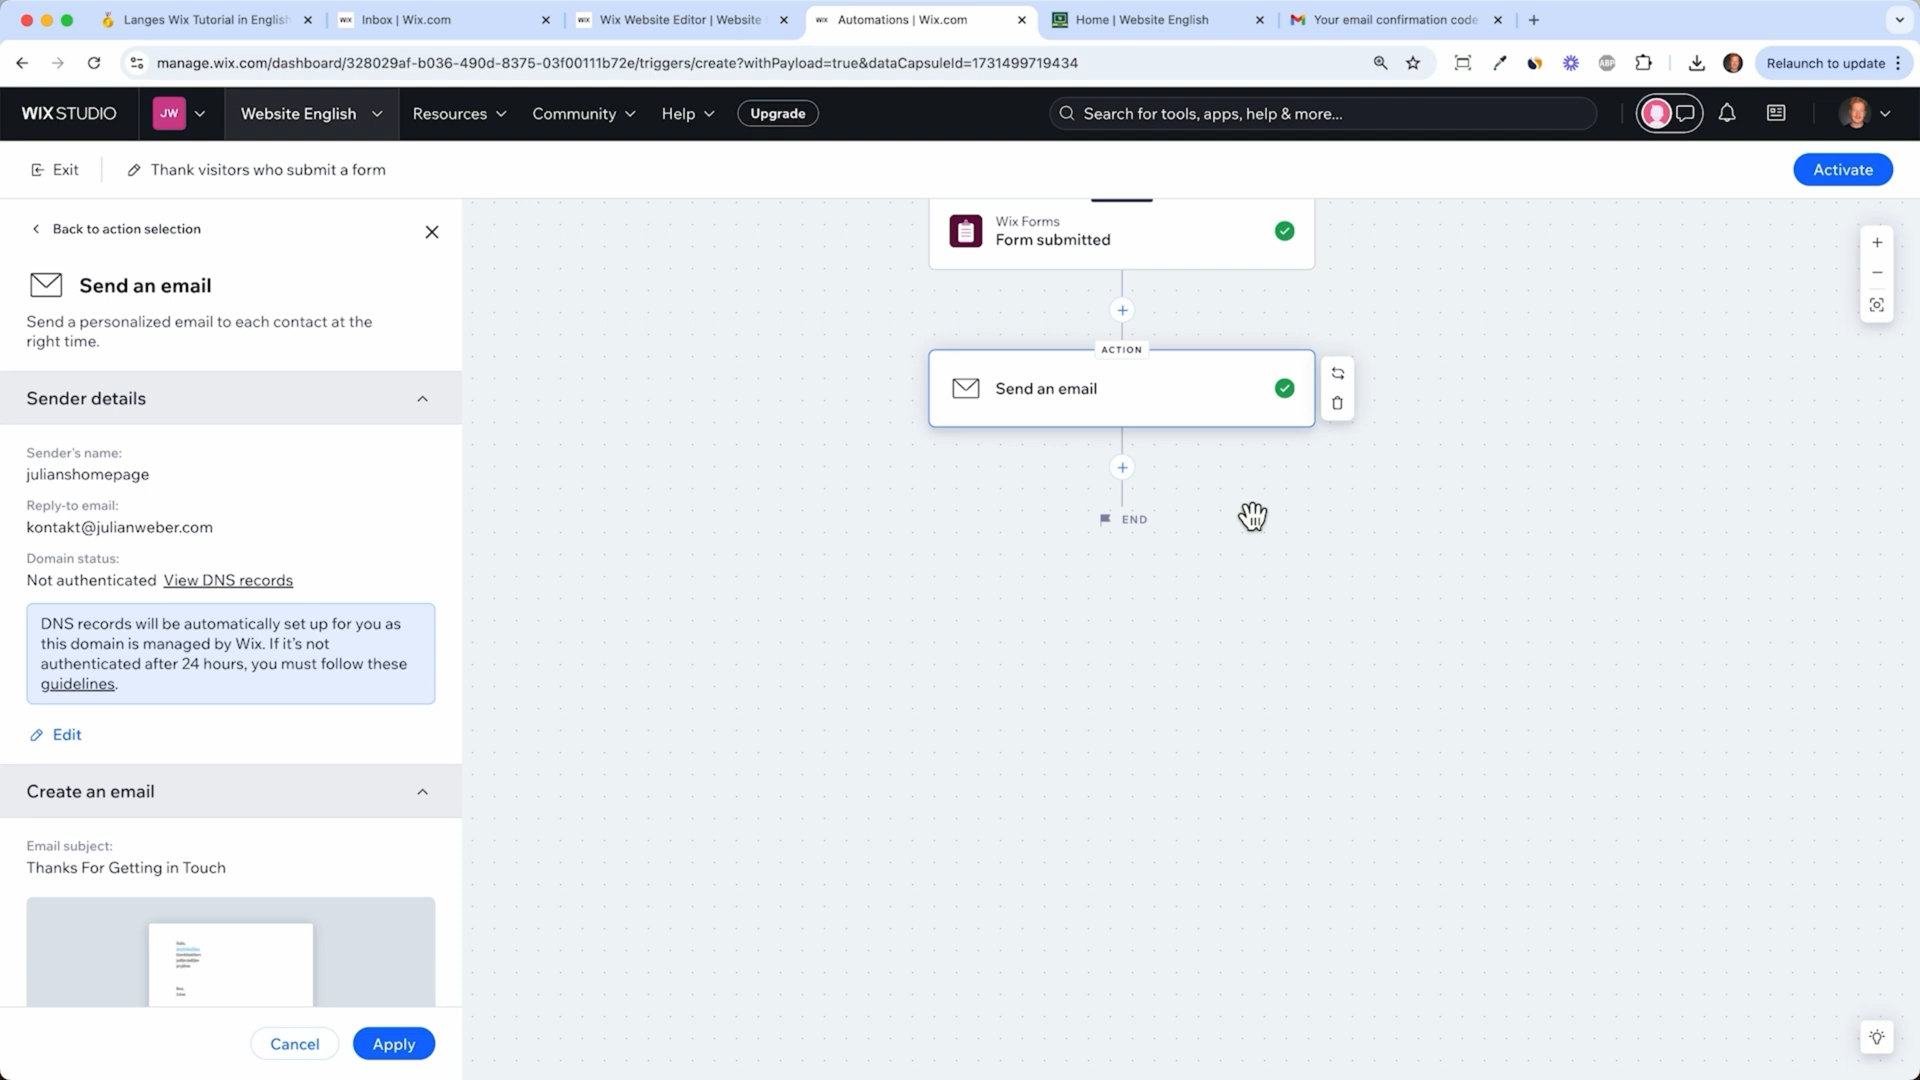 Langes Wix Tutorial in English
WIX Inbox | Wix.com
WIX Wix Website Editor | Website
WIX Automations | Wix.com
Home | Website English
Your email confirmation code
manage.wix.com/dashboard/328029af-b036-490d-8375-03f00111b72e/triggers/create?withPayload=true&dataCapsuleId=1731499719434
ABP
Relaunch to update
WIX STUDIO
JW
Website English
Resources
Community
Help
Upgrade
Search for tools, apps, help & more...
Exit
Thank visitors who submit a form
Activate
Back to action selection
Send an email
Send a personalized email to each contact at the
right time.
Sender details
Sender's name:
julianshomepage
Reply-to email:
kontakt@julianweber.com
Domain status:
Not authenticated View DNS records
DNS records will be automatically set up for you as
this domain is managed by Wix. If it's not
authenticated after 24 hours, you must follow these
guidelines.
Edit
Create an email
Email subject:
Thanks For Getting in Touch
Cancel
Apply
Wix Forms
Form submitted
ACTION
Send an email
END